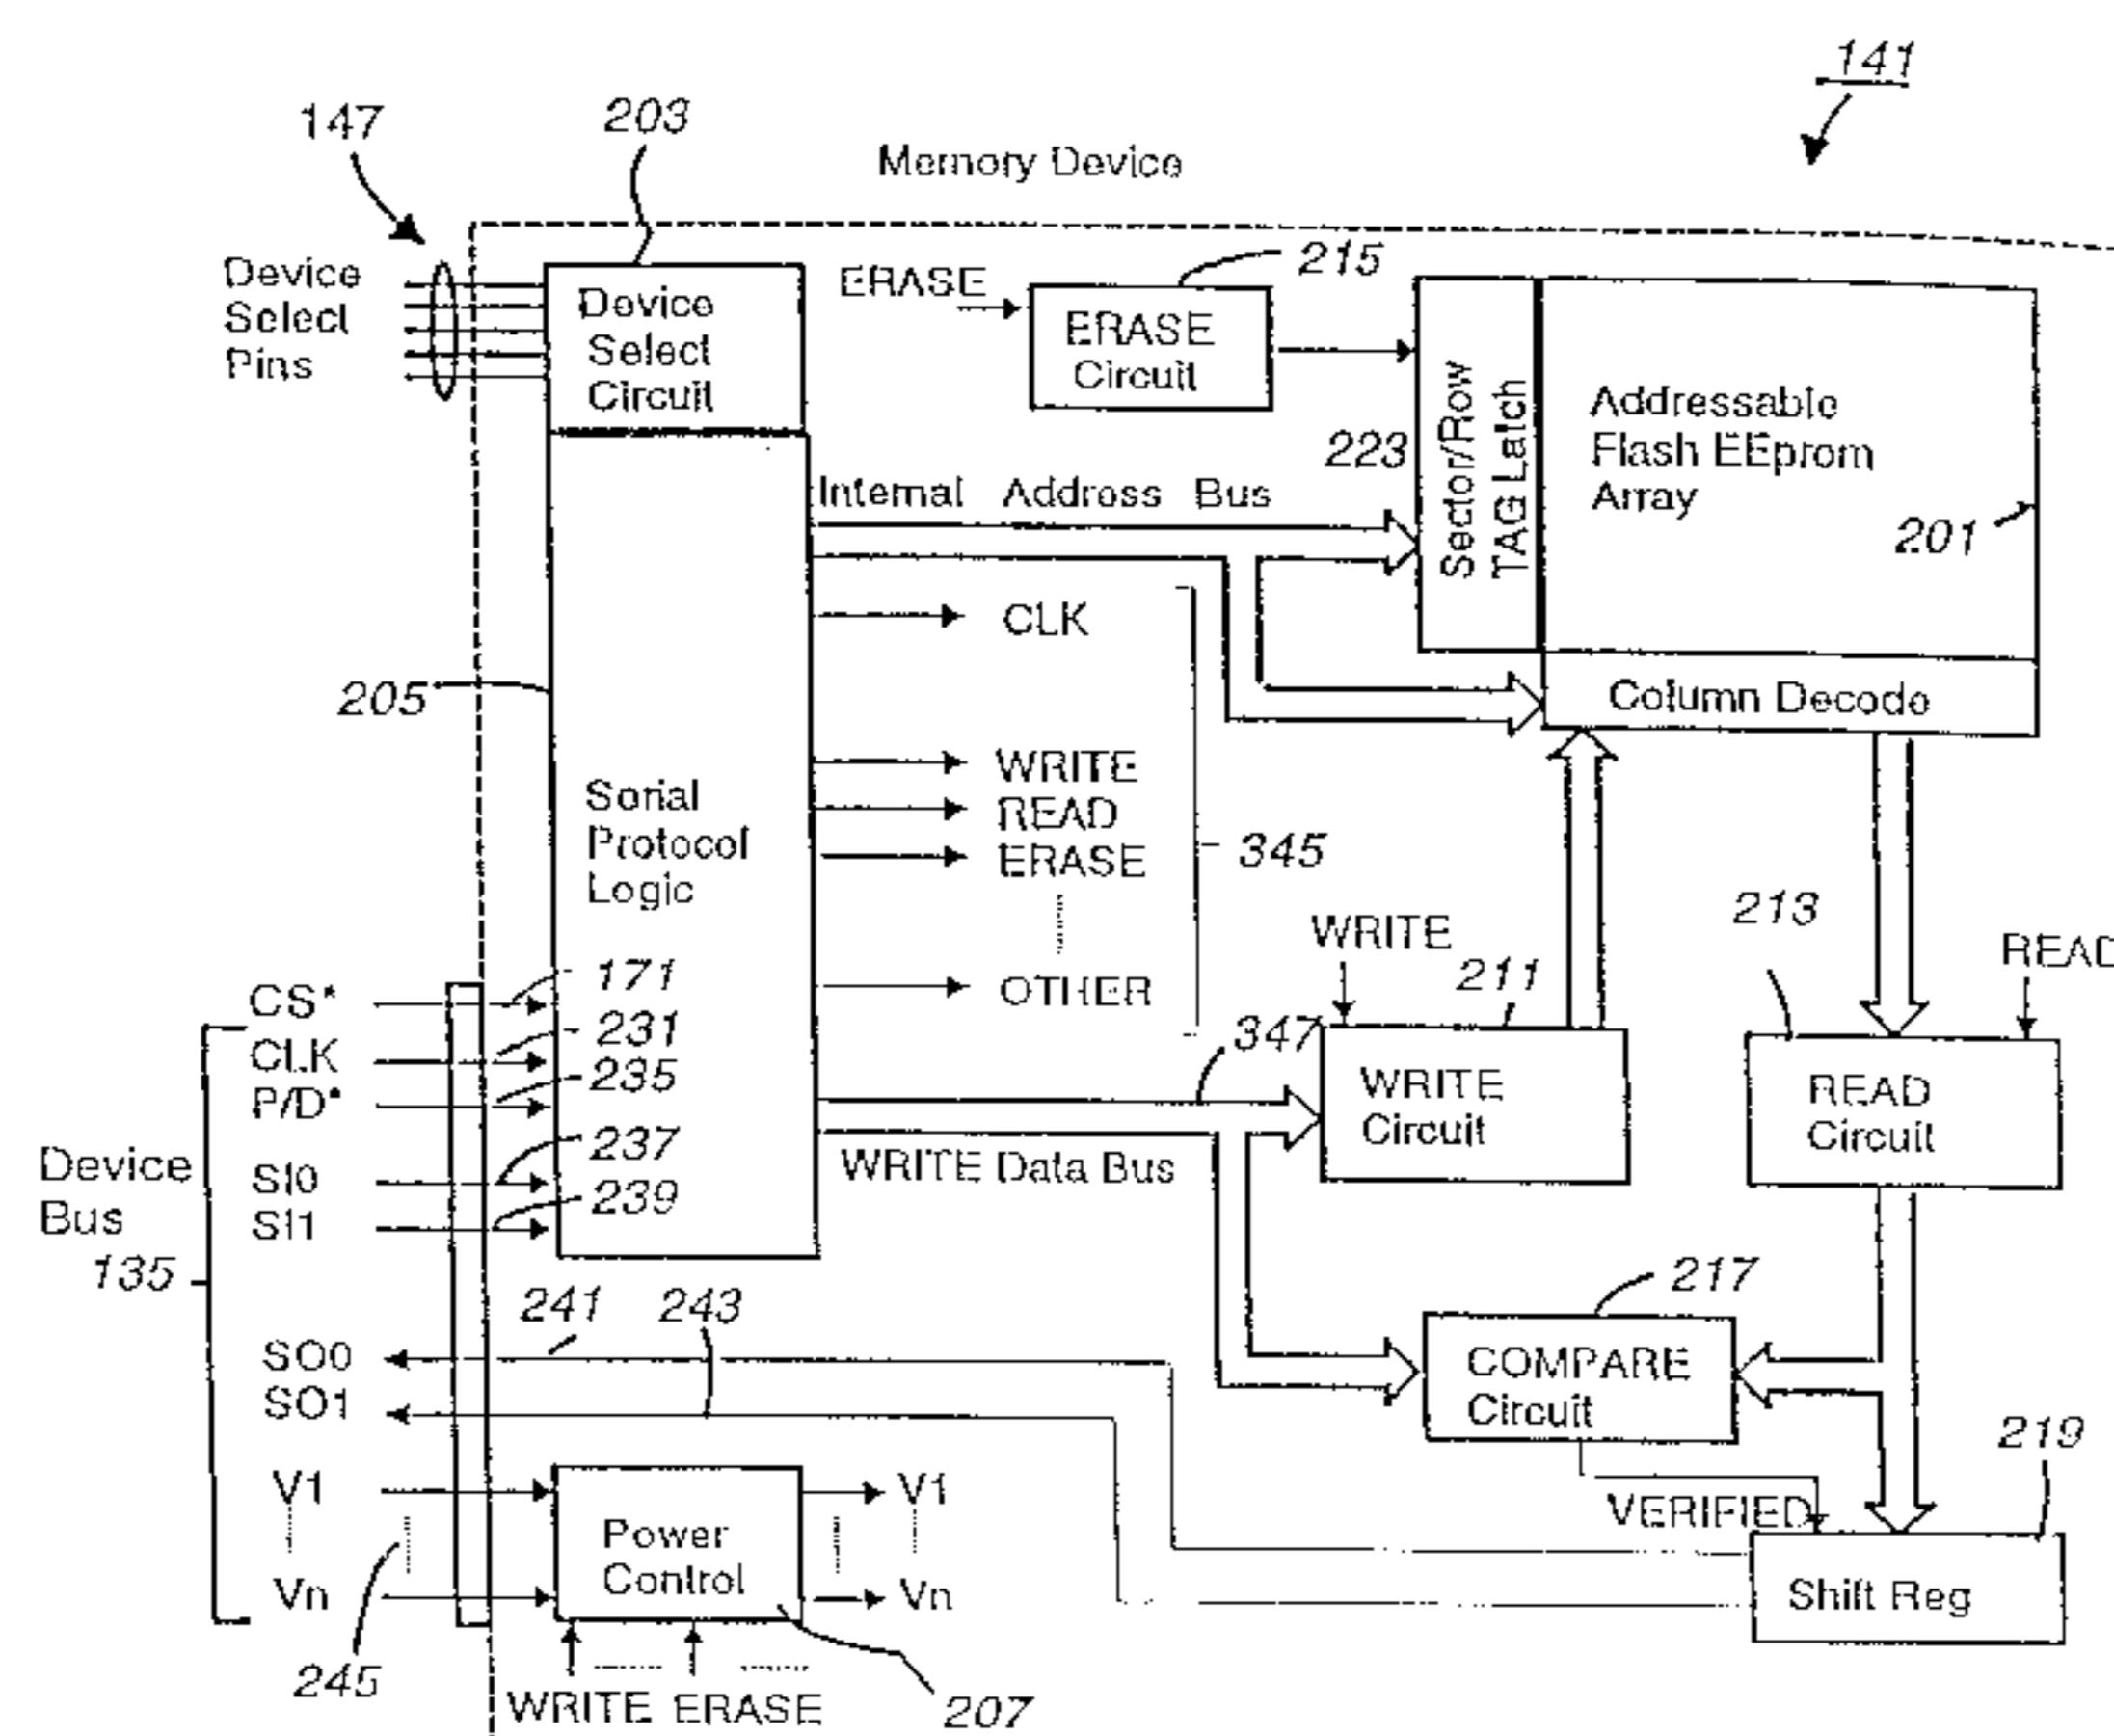 141
147
203
Memory Device
Device
Select
Pins
Device
Select
Circuit
ERASE
215
ERASE
Circuit
223
Sector/Row
TAG Latch
Addressable
Flash EEprom
Array
201
Internal Address Bus
CLK
205
Column Decode
Serial
Protocol
Logic
WRITE
READ
ERASE
OTHER
345
213
READ
WRITE
211
CS*
171
CLK
231
P/D*
235
347
WRITE
Circuit
READ
Circuit
Device
Bus
135
SI0
237
SI1
239
WRITE Data Bus
241
243
217
SO0
SO1
COMPARE
Circuit
219
V1
Vn
245
Power
Control
V1
Vn
VERIFIED
Shift Reg
WRITE
ERASE
207